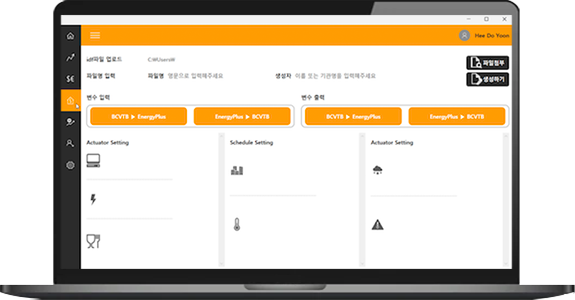 Hee Do Yoon
idf파일 업로드 C:\#Users\#
파일첨부
파일명 입력 파일명 영문으로 입력해주세요 생성자 이름 또는 기관명을 입력해주세요
생성하기
변수 입력 변수 출력
BCVTB ▶ EnergyPlus EnergyPlus ▶ BCVTB BCVTB ▶ EnergyPlus EnergyPlus ▶ BCVTB
Actuator Setting Schedule Setting Actuator Setting